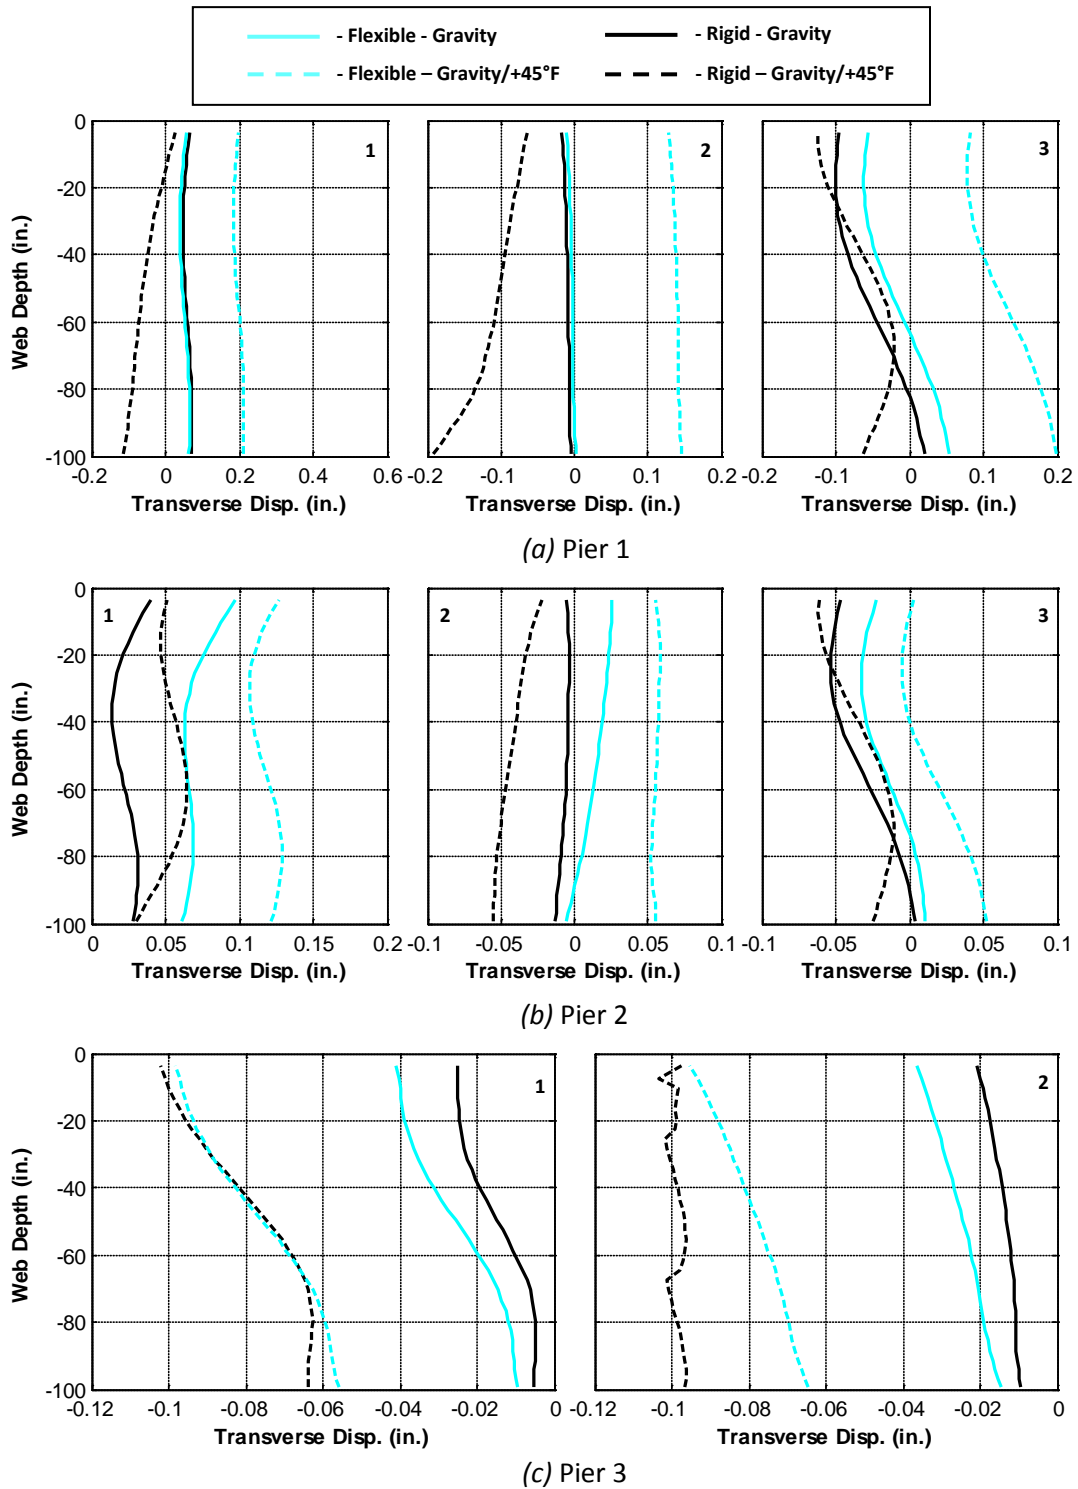 - Flexible - Gravity
- Rigid - Gravity
- Flexible – Gravity/+45°F
- Rigid – Gravity/+45°F
0
-20
-40
-60
-80
-100
Web Depth (in.)
1
-0.2 0 0.2 0.4 0.6
Transverse Disp. (in.)
2
-0.2 -0.1 0 0.1 0.2
Transverse Disp. (in.)
3
-0.2 -0.1 0 0.1 0.2
Transverse Disp. (in.)
(a) Pier 1
0
-20
-40
-60
-80
-100
Web Depth (in.)
1
0 0.05 0.1 0.15 0.2
Transverse Disp. (in.)
2
-0.1 -0.05 0 0.05 0.1
Transverse Disp. (in.)
3
-0.1 -0.05 0 0.05 0.1
Transverse Disp. (in.)
(b) Pier 2
0
-20
-40
-60
-80
-100
Web Depth (in.)
1
-0.12 -0.1 -0.08 -0.06 -0.04 -0.02 0
Transverse Disp. (in.)
2
-0.12 -0.1 -0.08 -0.06 -0.04 -0.02 0
Transverse Disp. (in.)
(c) Pier 3